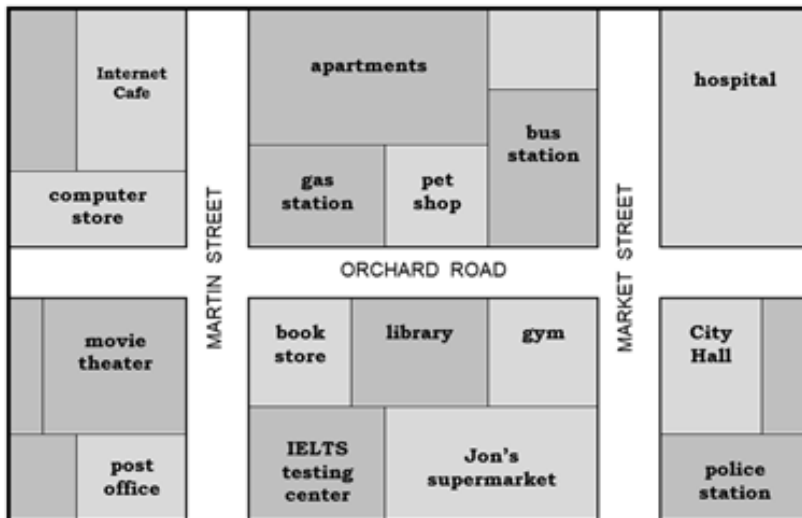 Internet
Cafe
apartments
hospital
bus
station
computer
store
gas
station
pet
shop
MARTIN STREET
ORCHARD ROAD
MARKET STREET
movie
theater
book
store
library
gym
City
Hall
post
office
IELTS
testing
center
Jon's
supermarket
police
station